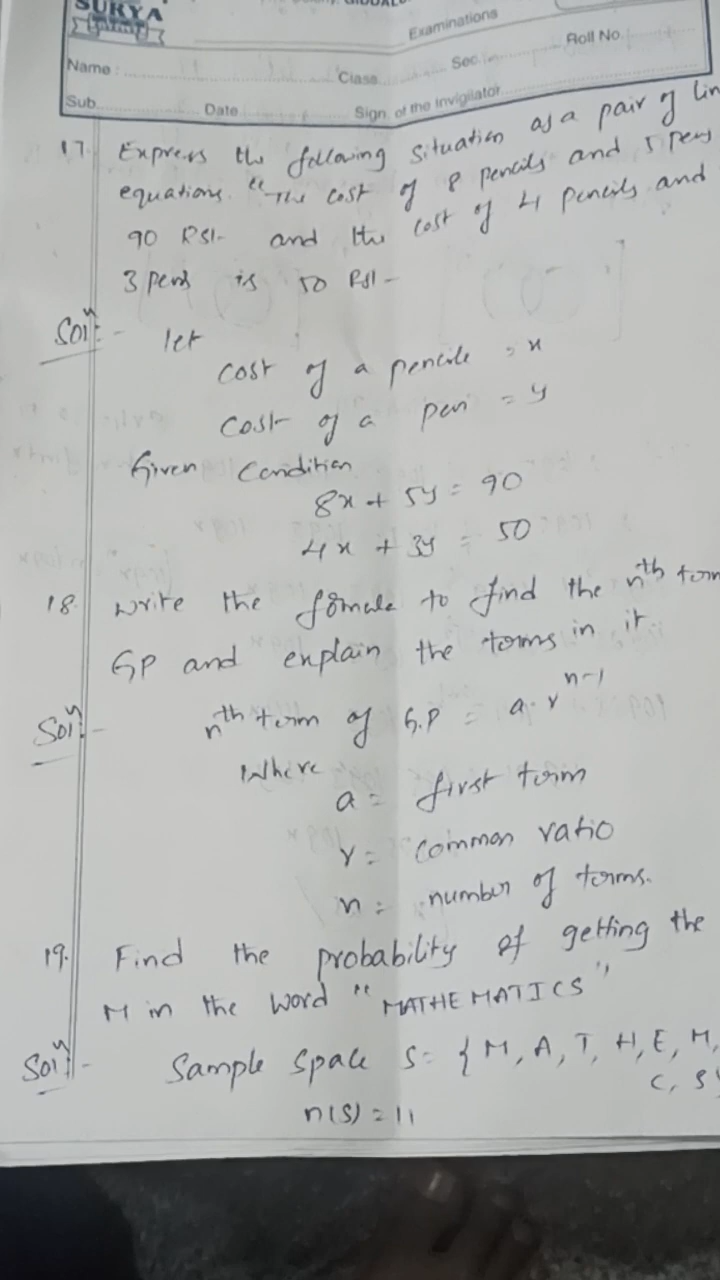 SURYA
Examinations
Name : Class Sec. Roll No.
Sub. Date Sign. of the Invigilator
17. Express the following situation as a pair of lin
equations. "The cost of 8 pencils and 5 pens
90 Rs/- and the cost of 4 pencils and
3 pens is 50 Rs/-
Soln:- let
cost of a pencile = x
cost of a pen = y
Given Condition
8x + 5y = 90
4x + 3y = 50
18. Write the fomula to find the nth term
GP and explain the terms in it.
Soln:- nth term of G.P = a. r^n-1
Where
a = first term
r = common ratio
n = number of terms.
19. Find the probability of getting the
M in the word "MATHEMATICS"
Soln:- Sample space S = { M, A, T, H, E, M,
C, S}
n(S) = 11